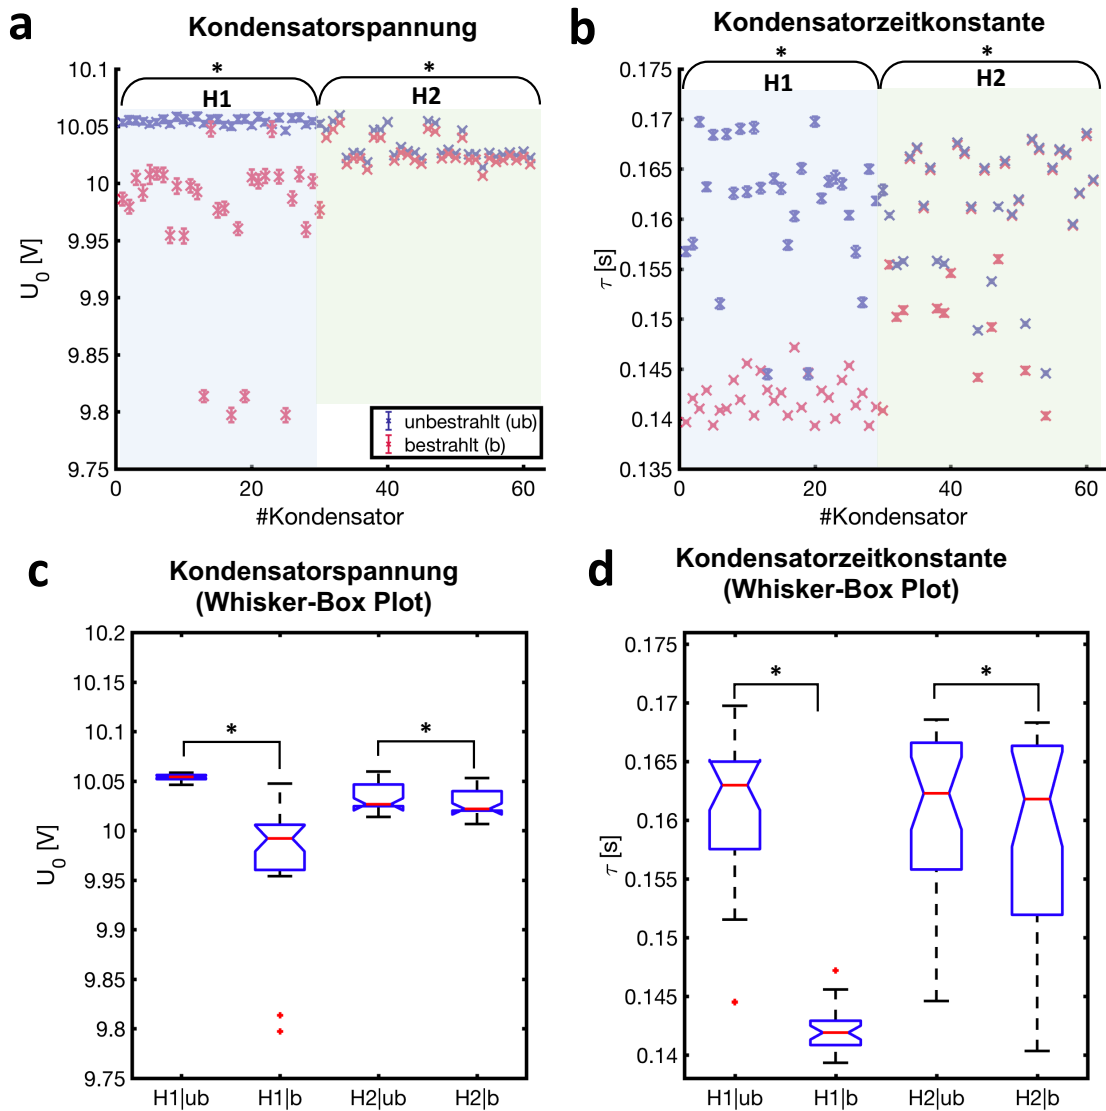 a
Kondensatorspannung
*
*
H1
H2
10.1
10.05
10
9.95
9.9
9.85
9.8
9.75
U0 [V]
0
20
40
60
#Kondensator
unbestrahlt (ub)
bestrahlt (b)
b
Kondensatorzeitkonstante
*
*
H1
H2
0.175
0.17
0.165
0.16
0.155
0.15
0.145
0.14
0.135
τ [s]
0
20
40
60
#Kondensator
c
Kondensatorspannung
(Whisker-Box Plot)
10.2
10.15
10.1
10.05
10
9.95
9.9
9.85
9.8
9.75
U0 [V]
*
*
H1|ub
H1|b
H2|ub
H2|b
d
Kondensatorzeitkonstante
(Whisker-Box Plot)
0.175
0.17
0.165
0.16
0.155
0.15
0.145
0.14
τ [s]
*
*
H1|ub
H1|b
H2|ub
H2|b